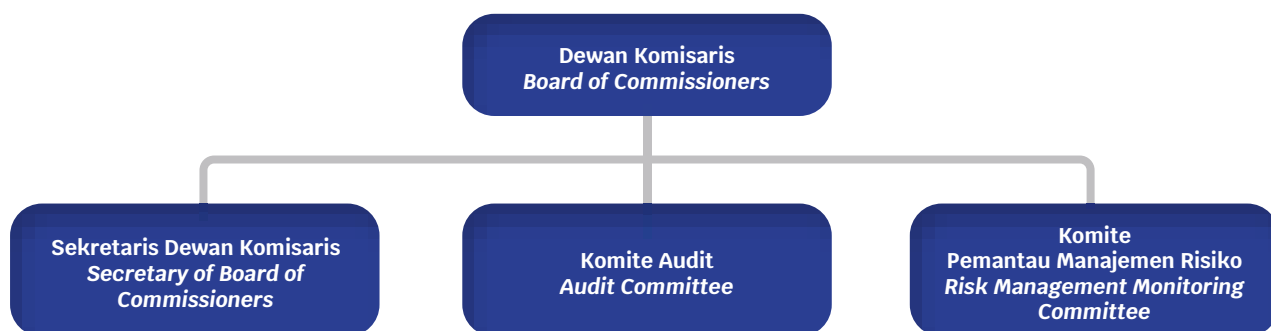 Dewan Komisaris
Board of Commissioners
Sekretaris Dewan Komisaris
Secretary of Board of
Commissioners
Komite Audit
Audit Committee
Komite
Pemantau Manajemen Risiko
Risk Management Monitoring
Committee